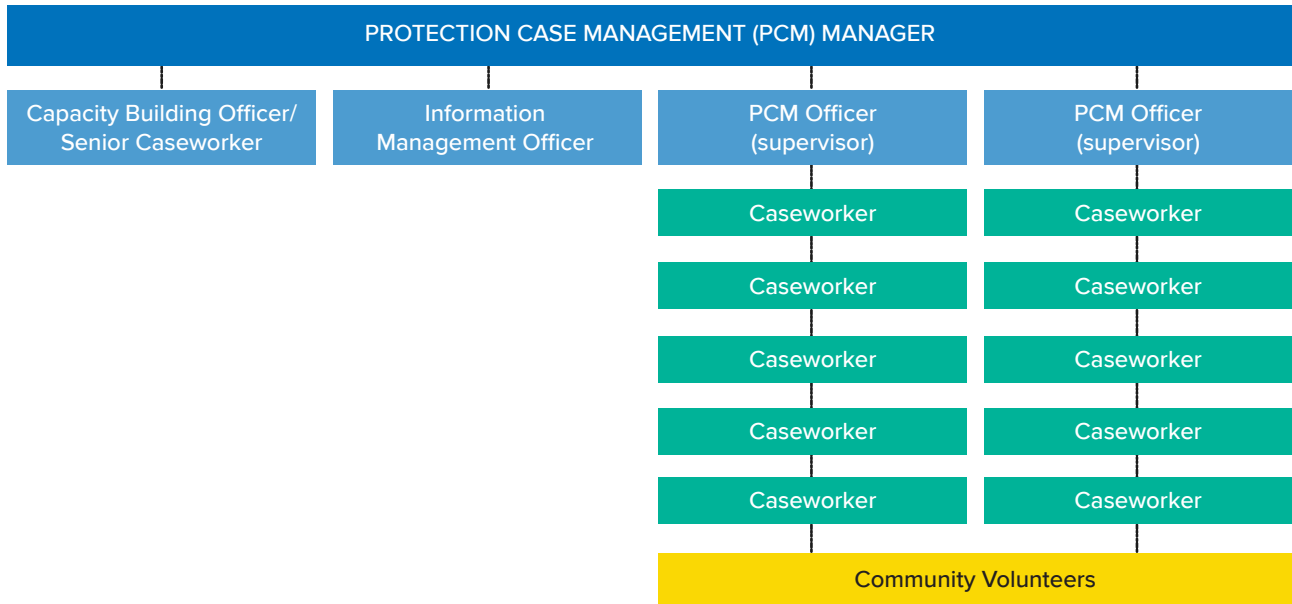 PROTECTION CASE MANAGEMENT (PCM) MANAGER
Capacity Building Officer/
Senior Caseworker
Information
Management Officer
PCM Officer
(supervisor)
PCM Officer
(supervisor)
Caseworker
Caseworker
Caseworker
Caseworker
Caseworker
Caseworker
Caseworker
Caseworker
Caseworker
Caseworker
Community Volunteers